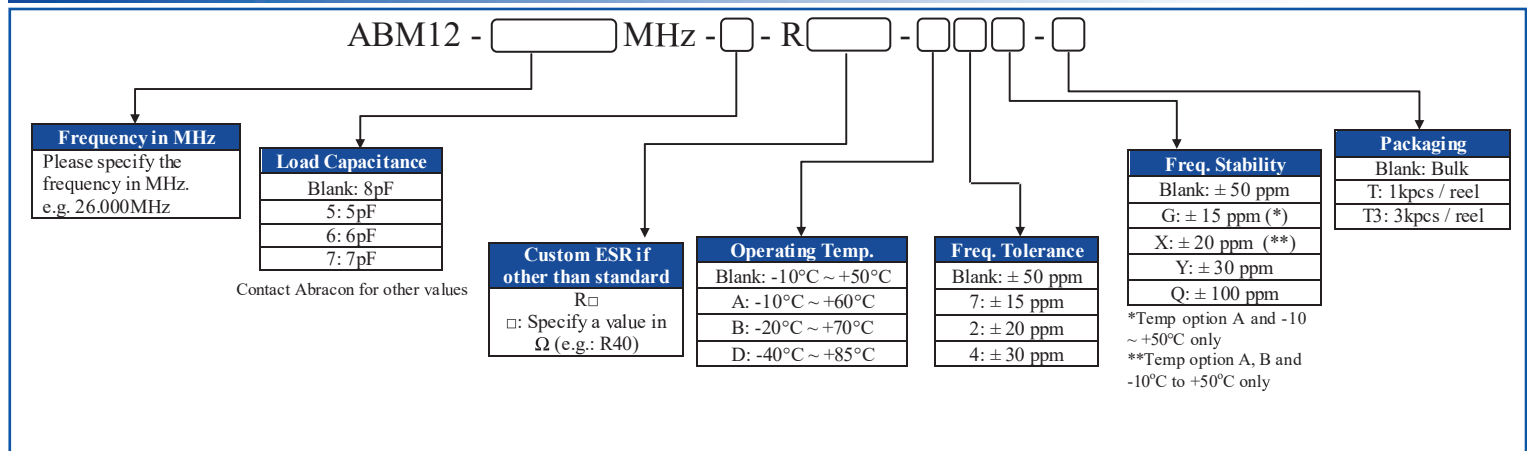 ABM12 - MHz - - R - -
Frequency in MHz
Please specify the
frequency in MHz.
e.g. 26.000MHz
Load Capacitance
Blank: 8pF
5: 5pF
6: 6pF
7: 7pF
Contact Abracon for other values
Custom ESR if
other than standard
R□
□: Specify a value in
Ω (e.g.: R40)
Operating Temp.
Blank: -10°C ~ +50°C
A: -10°C ~ +60°C
B: -20°C ~ +70°C
D: -40°C ~ +85°C
Freq. Tolerance
Blank: ± 50 ppm
7: ± 15 ppm
2: ± 20 ppm
4: ± 30 ppm
Freq. Stability
Blank: ± 50 ppm
G: ± 15 ppm (*)
X: ± 20 ppm (**)
Y: ± 30 ppm
Q: ± 100 ppm
*Temp option A and -10
~ +50°C only
**Temp option A, B and
-10°C to +50°C only
Packaging
Blank: Bulk
T: 1kpcs / reel
T3: 3kpcs / reel